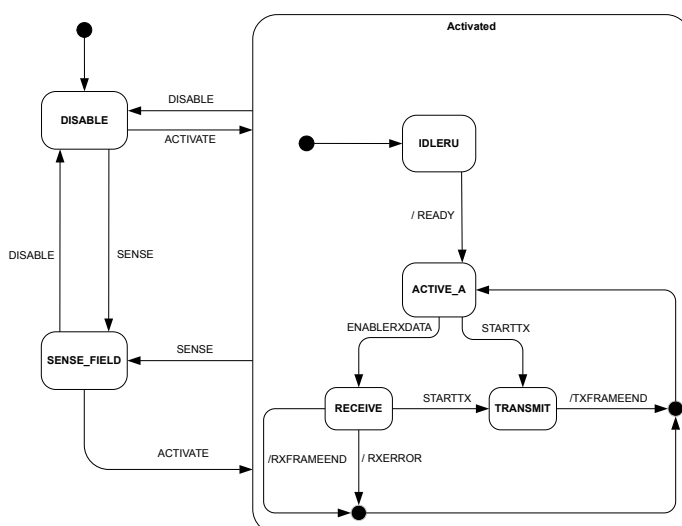 Activated
DISABLE
DISABLE
ACTIVATE
IDLERU
/ READY
DISABLE
SENSE
ACTIVE_A
ENABLERXDATA
STARTTX
SENSE_FIELD
SENSE
RECEIVE
STARTTX
TRANSMIT
/TXFRAMEEND
ACTIVATE
/RXFRAMEEND
/ RXERROR